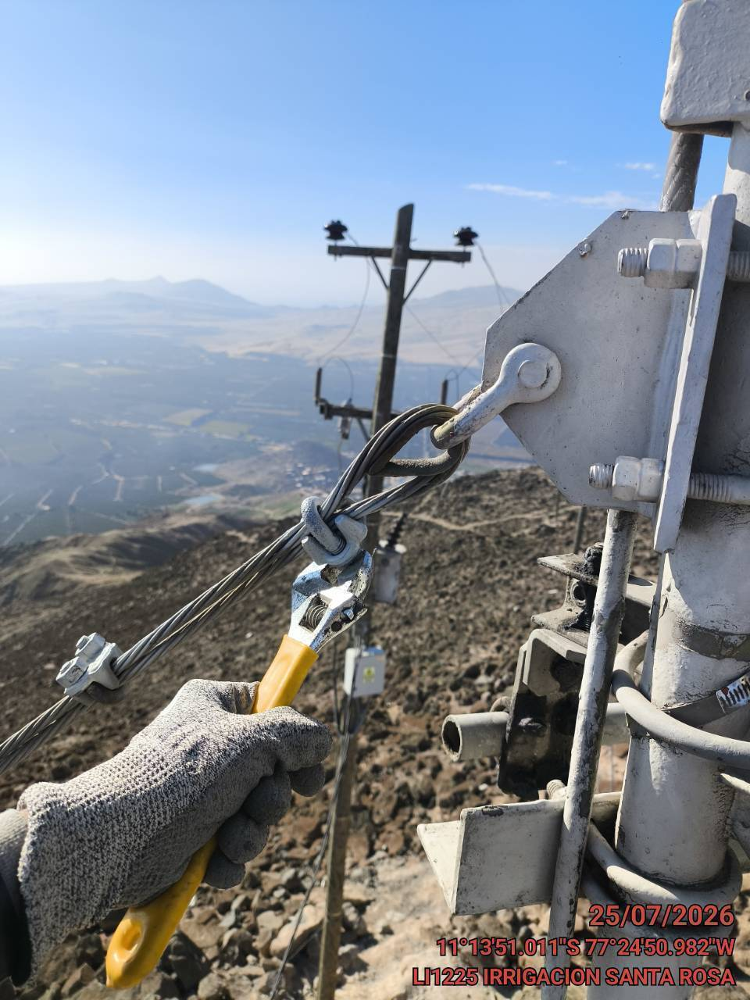 25/07/2026
11°13'51.011"S 77°24'50.982"W
LI1225 IRRIGACION SANTA ROSA